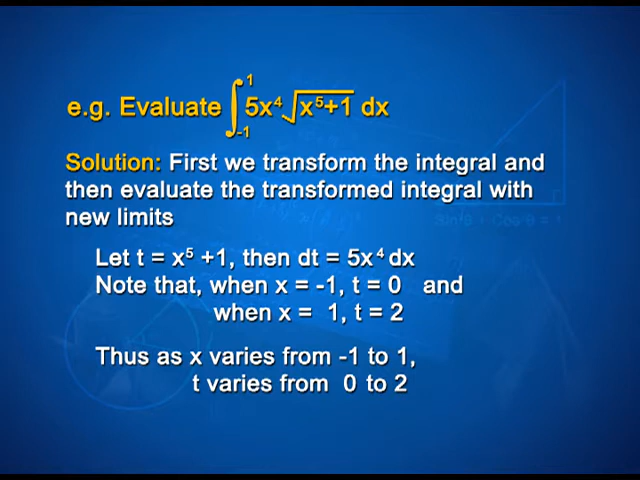 e.g. Evaluate ∫₋₁¹ 5x⁴ √(x⁵+1) dx
Solution: First we transform the integral and
then evaluate the transformed integral with
new limits
Let t = x⁵ +1, then dt = 5x⁴ dx
Note that, when x = -1, t = 0 and
when x = 1, t = 2
Thus as x varies from -1 to 1,
t varies from 0 to 2